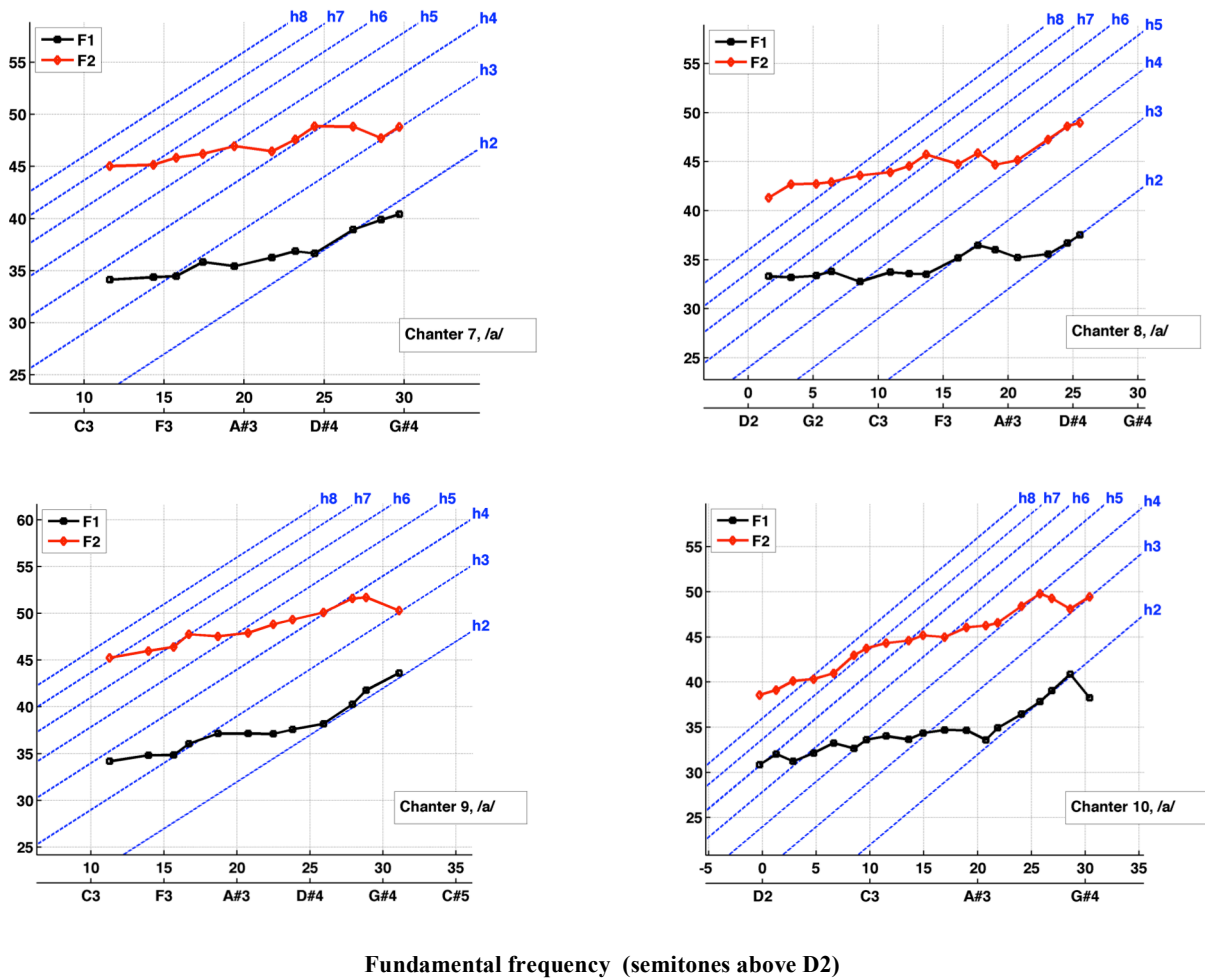 h8 h7 h6 h5 h4 h3 h2
F1
F2
55
50
45
40
35
30
25
Chanter 7, /a/
10 15 20 25 30
C3 F3 A#3 D#4 G#4
h8 h7 h6 h5 h4 h3 h2
F1
F2
55
50
45
40
35
30
25
Chanter 8, /a/
0 5 10 15 20 25 30
D2 G2 C3 F3 A#3 D#4 G#4
h8 h7 h6 h5 h4 h3 h2
F1
F2
60
55
50
45
40
35
30
25
Chanter 9, /a/
10 15 20 25 30 35
C3 F3 A#3 D#4 G#4 C#5
h8 h7 h6 h5 h4 h3 h2
F1
F2
60
55
50
45
40
35
30
25
Chanter 10, /a/
-5 0 5 10 15 20 25 30 35
D2 C3 A#3 G#4
Fundamental frequency (semitones above D2)